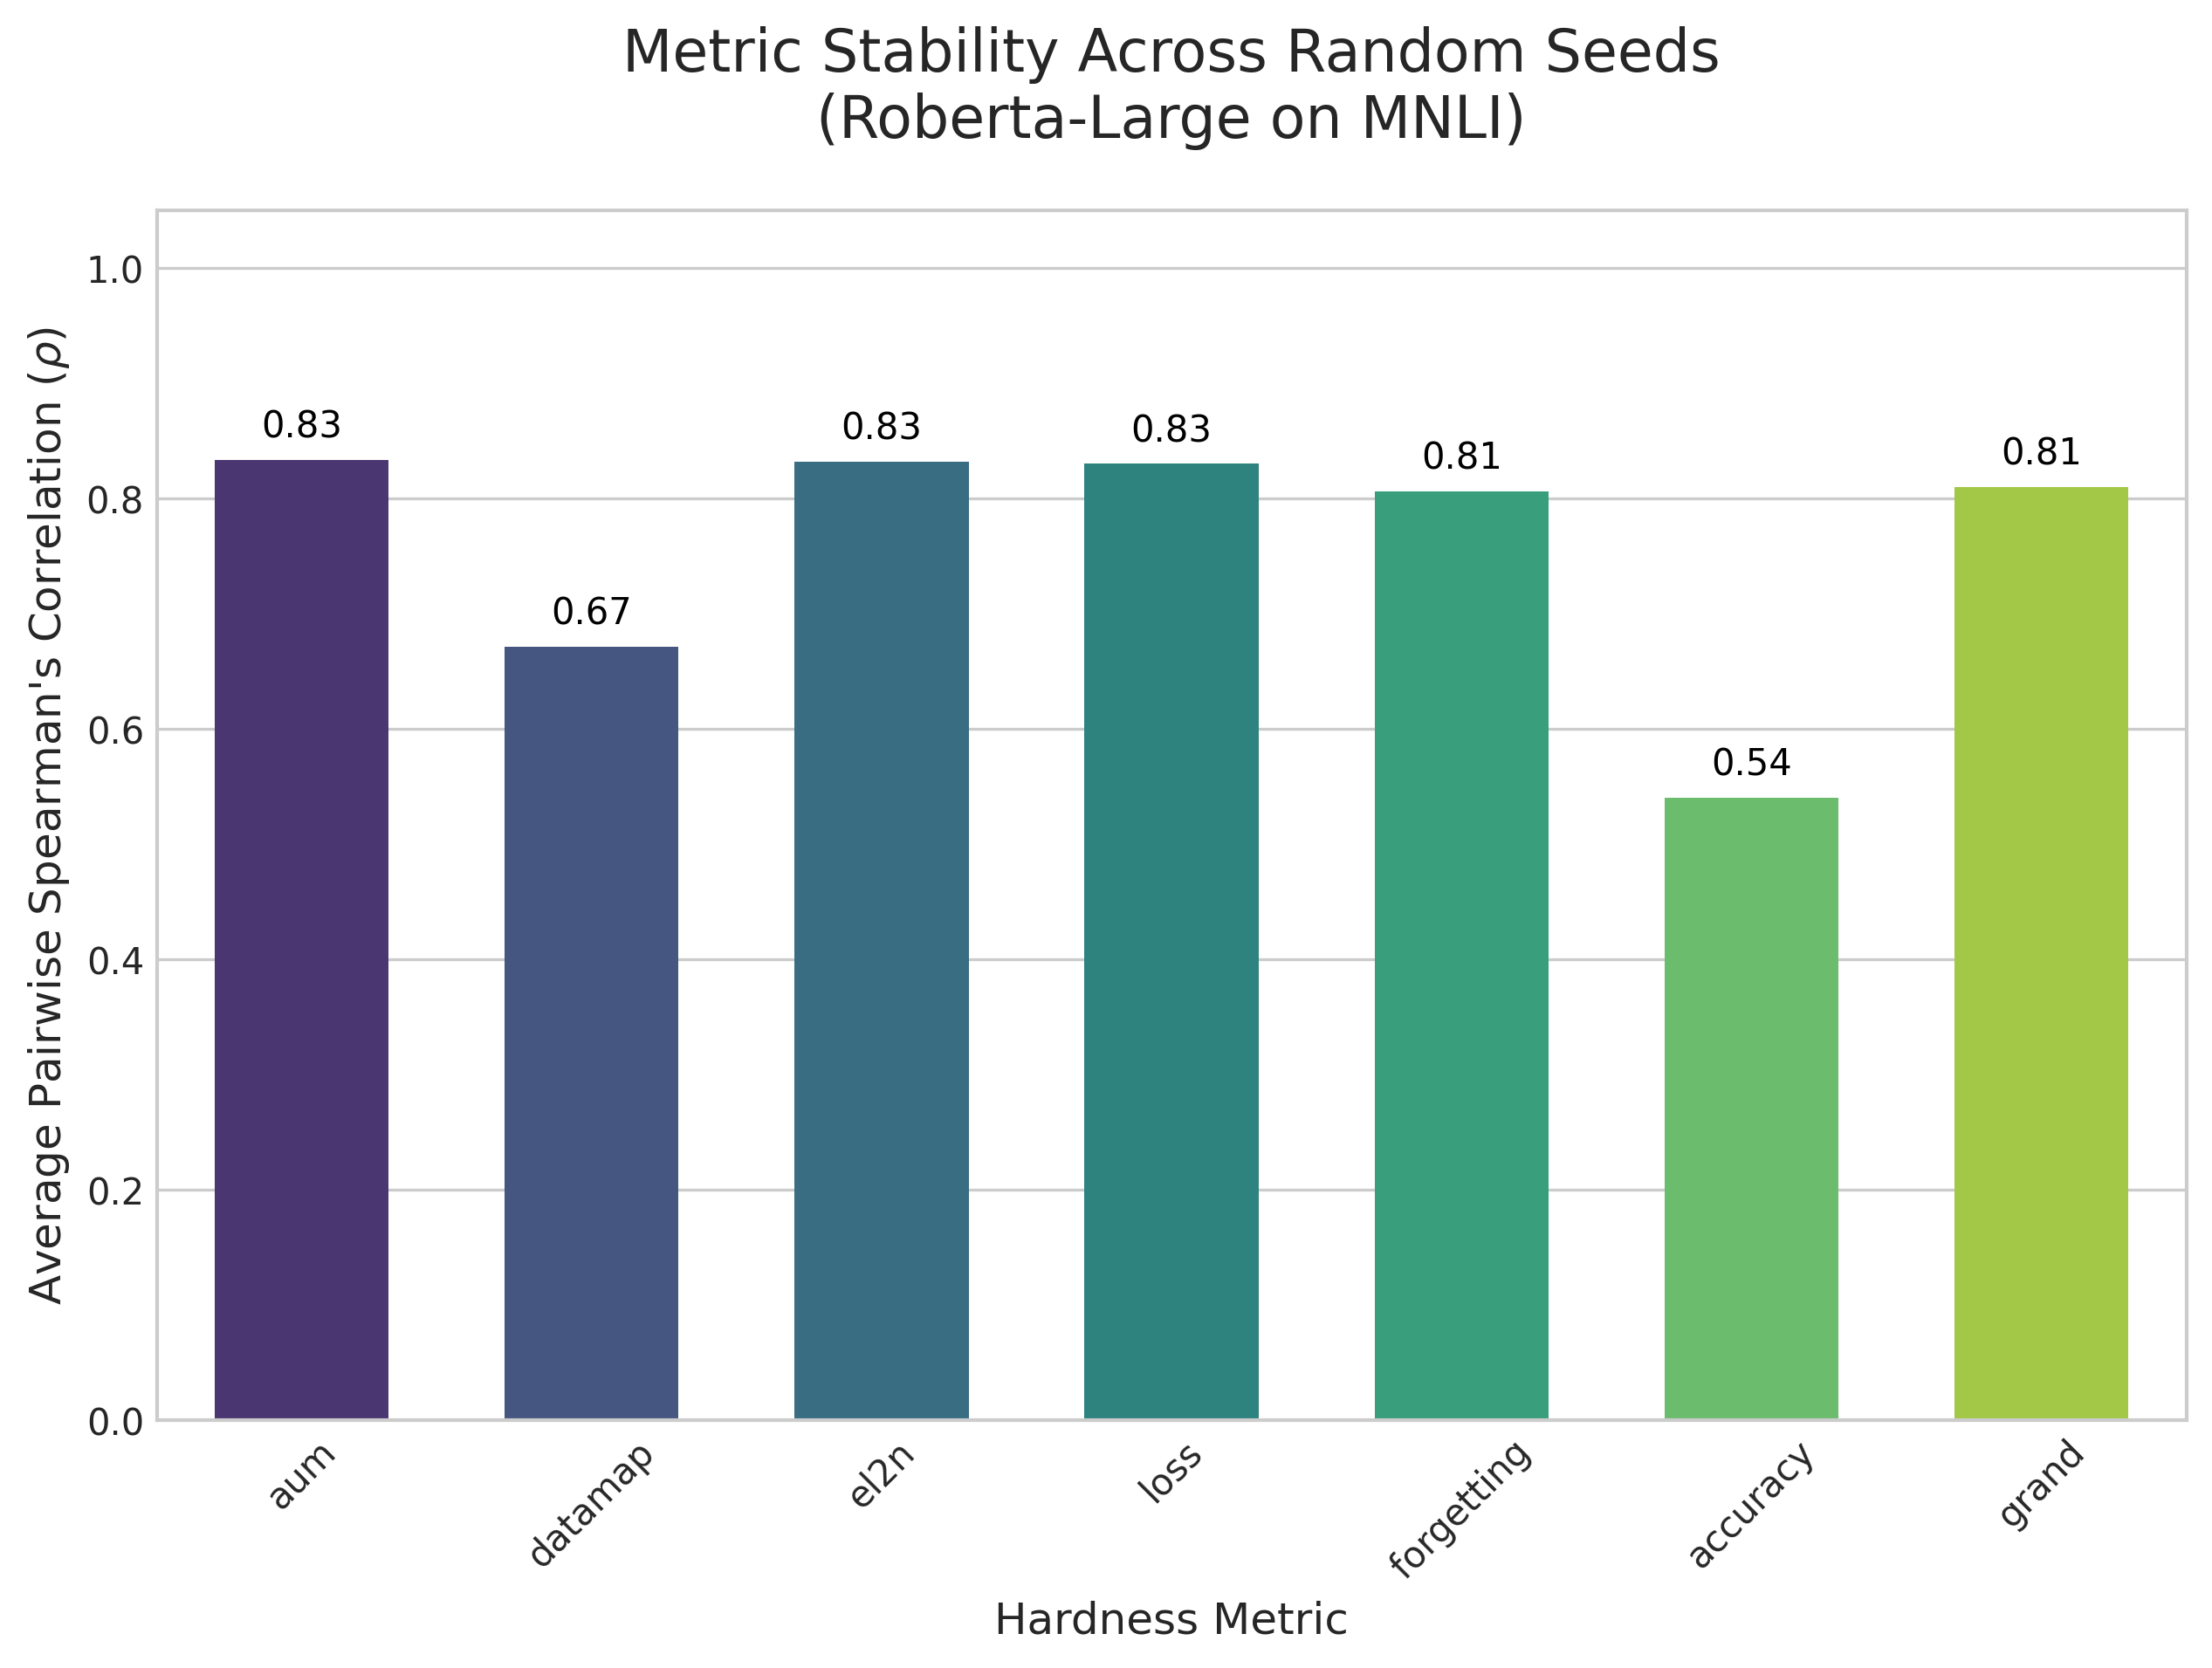 Metric Stability Across Random Seeds
(Roberta-Large on MNLI)
Average Pairwise Spearman's Correlation (ρ)
1.0
0.8
0.6
0.4
0.2
0.0
0.83
0.67
0.83
0.83
0.81
0.54
0.81
aum
datamap
el2n
loss
forgetting
accuracy
grand
Hardness Metric